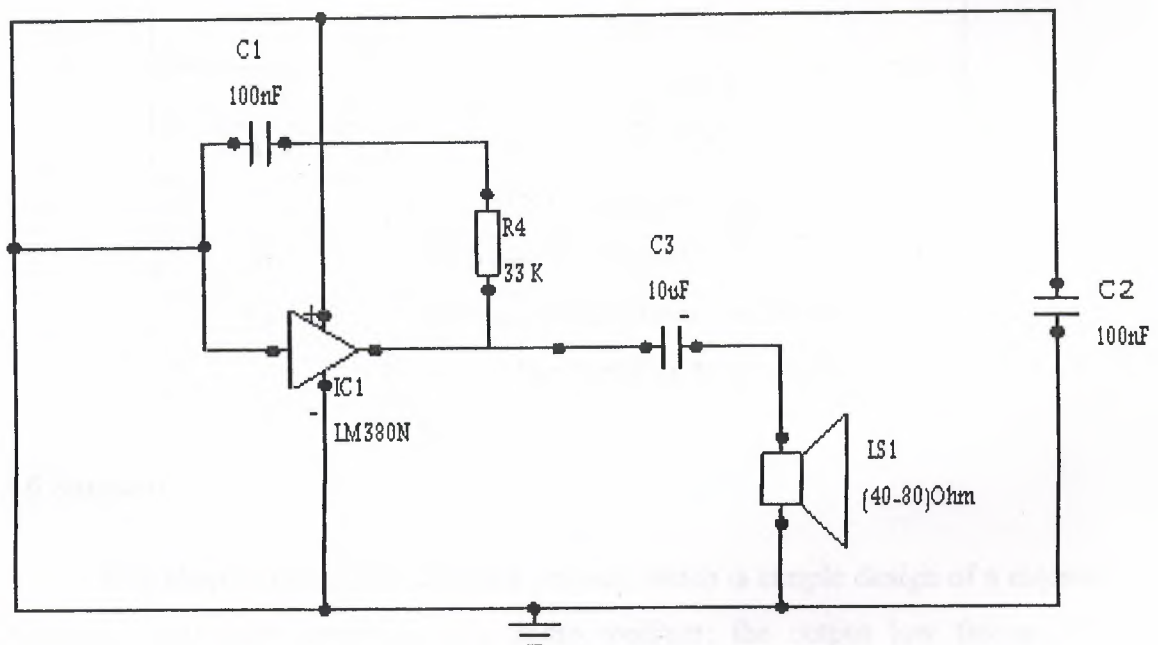 C1
100nF
R4
33 K
C3
10uF
-
C2
100nF
+
IC1
-
LM380N
LS1
(40-80)Ohm